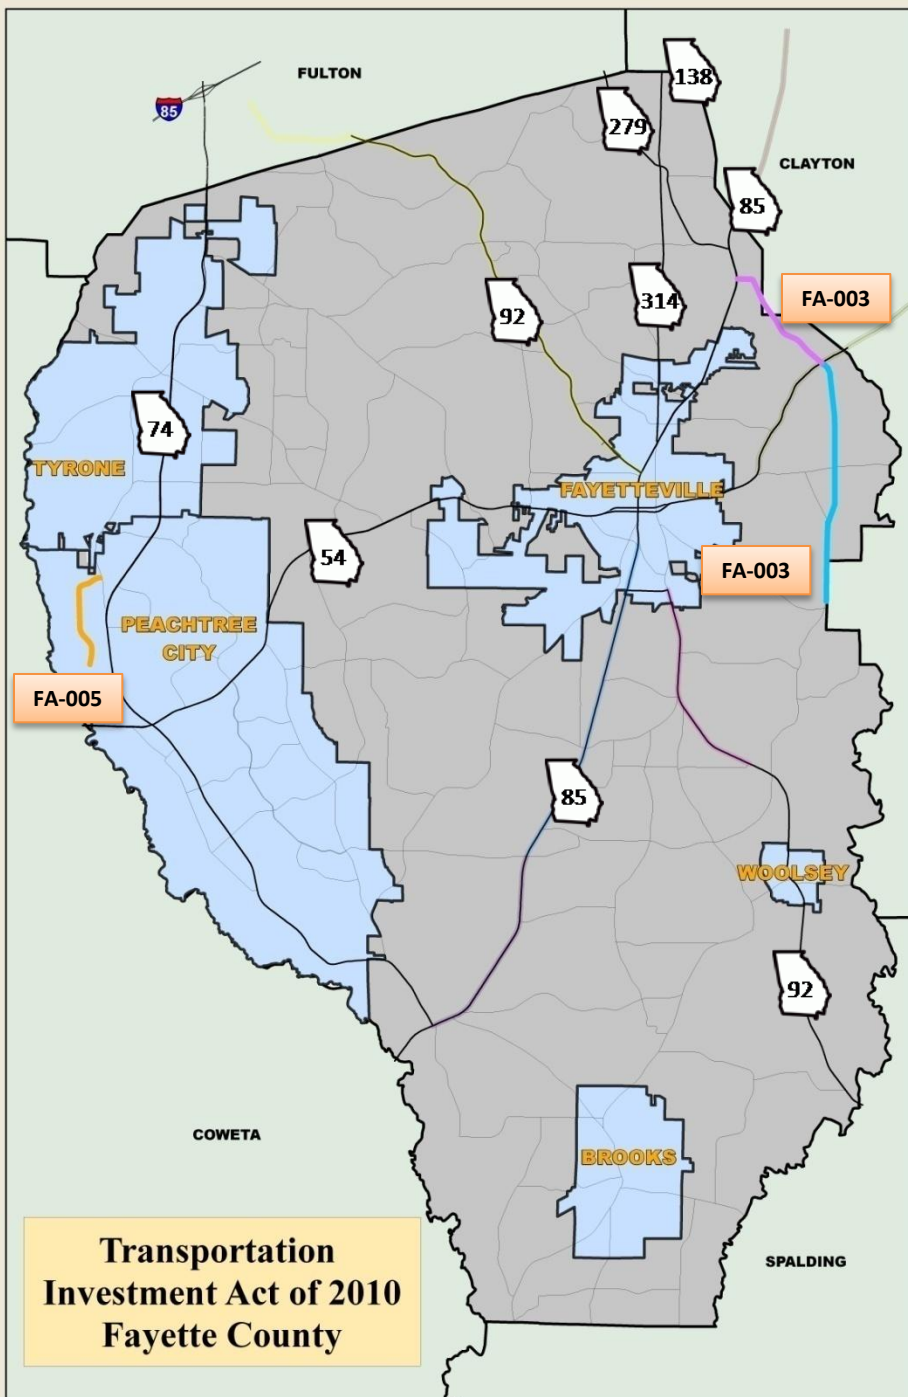 FULTON
138
85
279
CLAYTON
85
FA-003
92
314
74
TYRONE
FAYETTEVILLE
54
FA-003
PEACHTREE
CITY
FA-005
85
WOOLSEY
92
COWETA
BROOKS
SPALDING
Transportation
Investment Act of 2010
Fayette County